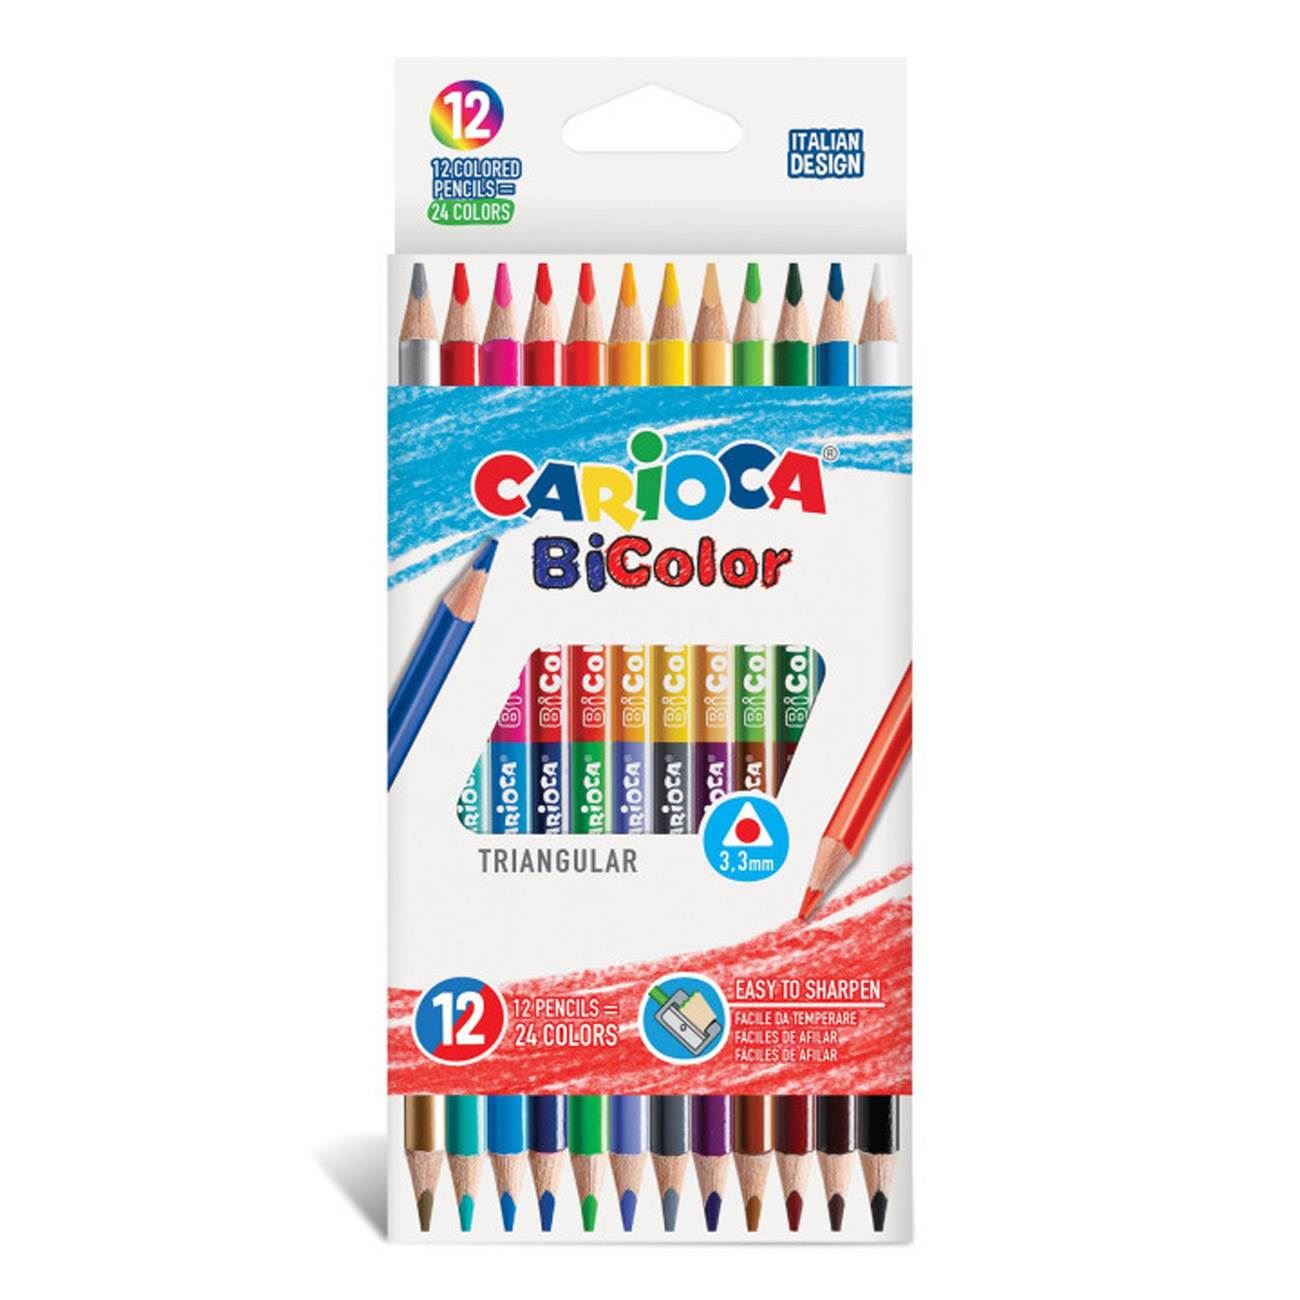 12
12 COLORED
PENCILS =
24 COLORS
ITALIAN
DESIGN
CARIOCA®
BiColor
TRIANGULAR
3,3mm
12
12 PENCILS =
24 COLORS
EASY TO SHARPEN
FACILE DA TEMPERARE
FÁCILES DE AFILAR
FÁCEIS DE AFIAR